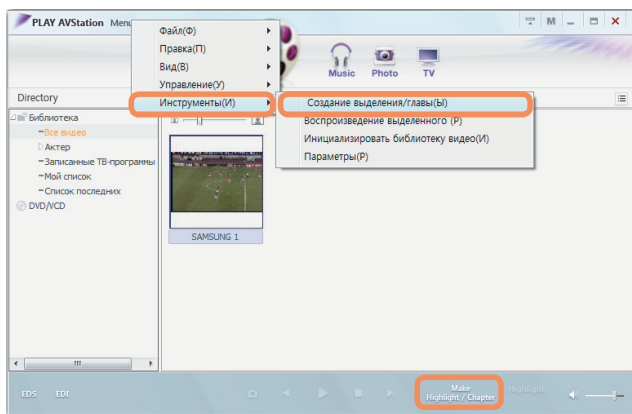 PLAY AVStation Menu
M
Файл(Ф)
Правка(П)
Вид(В)
Управление(У)
Инструменты(И)
Создание выделения/главы(Ы)
Воспроизведение выделенного (Р)
Инициализировать библиотеку видео(И)
Параметры(Р)
Music Photo TV
Directory
Библиотека
Все видео
Актер
Записанные ТВ-программы
Мой список
Список последних
DVD/VCD
SAMSUNG 1
EDS EDI
Make
Highlight / Chapter
Highlight